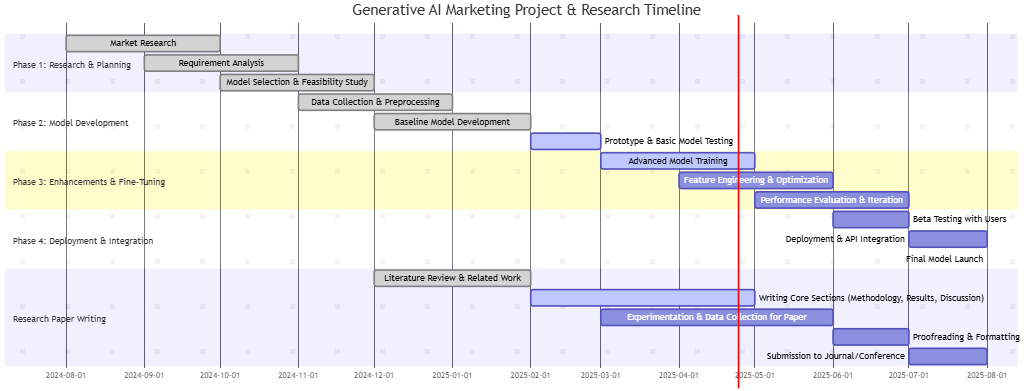 Generative AI Marketing Project & Research Timeline
Market Research
Requirement Analysis
Phase 1: Research & Planning
Model Selection & Feasibility Study
Data Collection & Preprocessing
Baseline Model Development
Phase 2: Model Development
Prototype & Basic Model Testing
Advanced Model Training
Feature Engineering & Optimization
Phase 3: Enhancements & Fine-Tuning
Performance Evaluation & Iteration
Beta Testing with Users
Deployment & API Integration
Phase 4: Deployment & Integration
Final Model Launch
Literature Review & Related Work
Writing Core Sections (Methodology, Results, Discussion)
Experimentation & Data Collection for Paper
Research Paper Writing
Proofreading & Formatting
Submission to Journal/Conference
2024-08-01 2024-09-01 2024-10-01 2024-11-01 2024-12-01 2025-01-01 2025-02-01 2025-03-01 2025-04-01 2025-05-01 2025-06-01 2025-07-01 2025-08-01